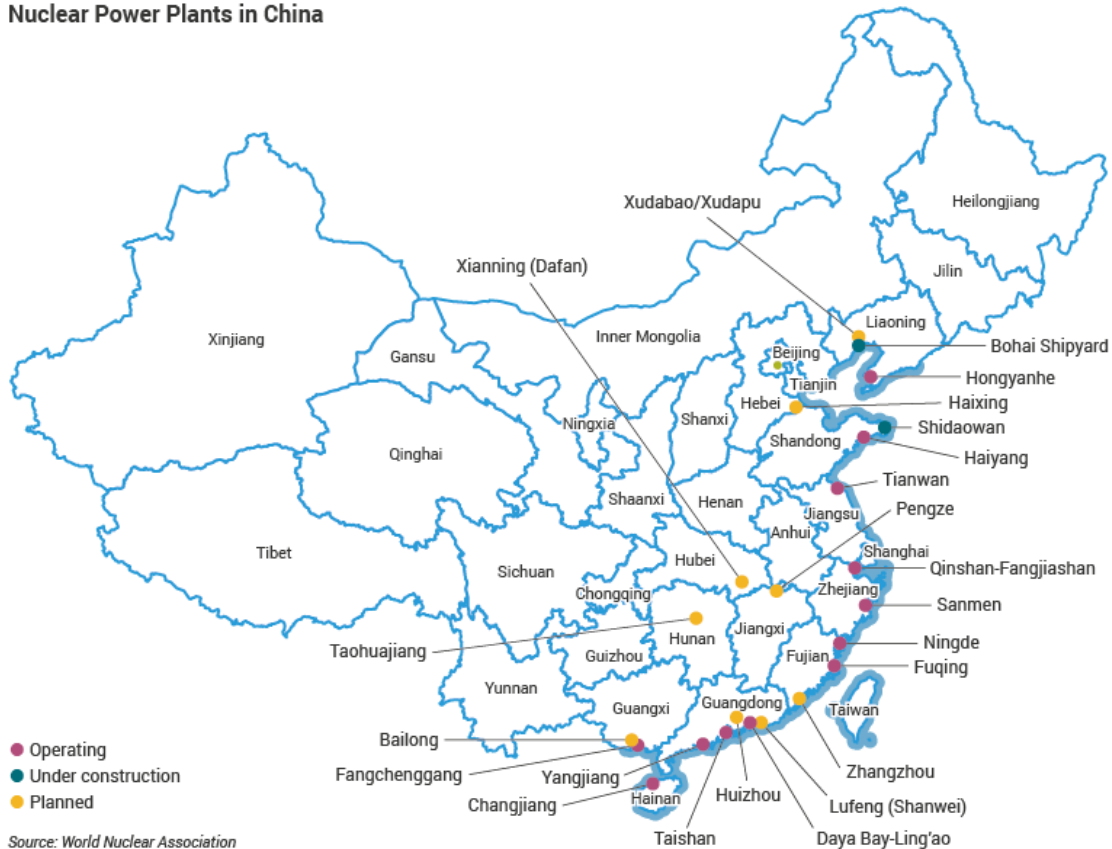 Nuclear Power Plants in China
Xudabao/Xudapu
Heilongjiang
Xianning (Dafan)
Jilin
Liaoning
Xinjiang
Inner Mongolia
Gansu
Beijing
Bohai Shipyard
Tianjin
Hongyanhe
Hebei
Haixing
Ningxia
Shanxi
Shidaowan
Shandong
Qinghai
Haiyang
Tianwan
Shaanxi
Henan
Pengze
Jiangsu
Anhui
Tibet
Shanghai
Hubei
Qinshan-Fangjiashan
Sichuan
Zhejiang
Chongqing
Sanmen
Jiangxi
Hunan
Ningde
Taohuajiang
Guizhou
Fujian
Fuqing
Yunnan
Guangdong
Guangxi
Taiwan
Bailong
Operating
Fangchenggang
Zhangzhou
Under construction
Yangjiang
Huizhou
Planned
Changjiang
Hainan
Lufeng (Shanwei)
Taishan
Daya Bay-Ling'ao
Source: World Nuclear Association